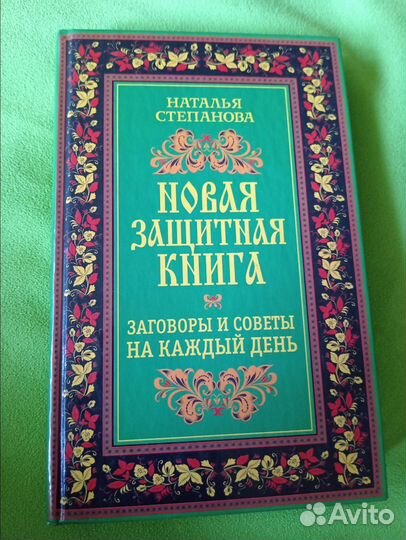 НАТАЛЬЯ
СТЕПАНОВА
НОВАЯ
ЗАЩИТНАЯ
КНИГА
ЗАГОВОРЫ И СОВЕТЫ
НА КАЖДЫЙ ДЕНЬ
Avito